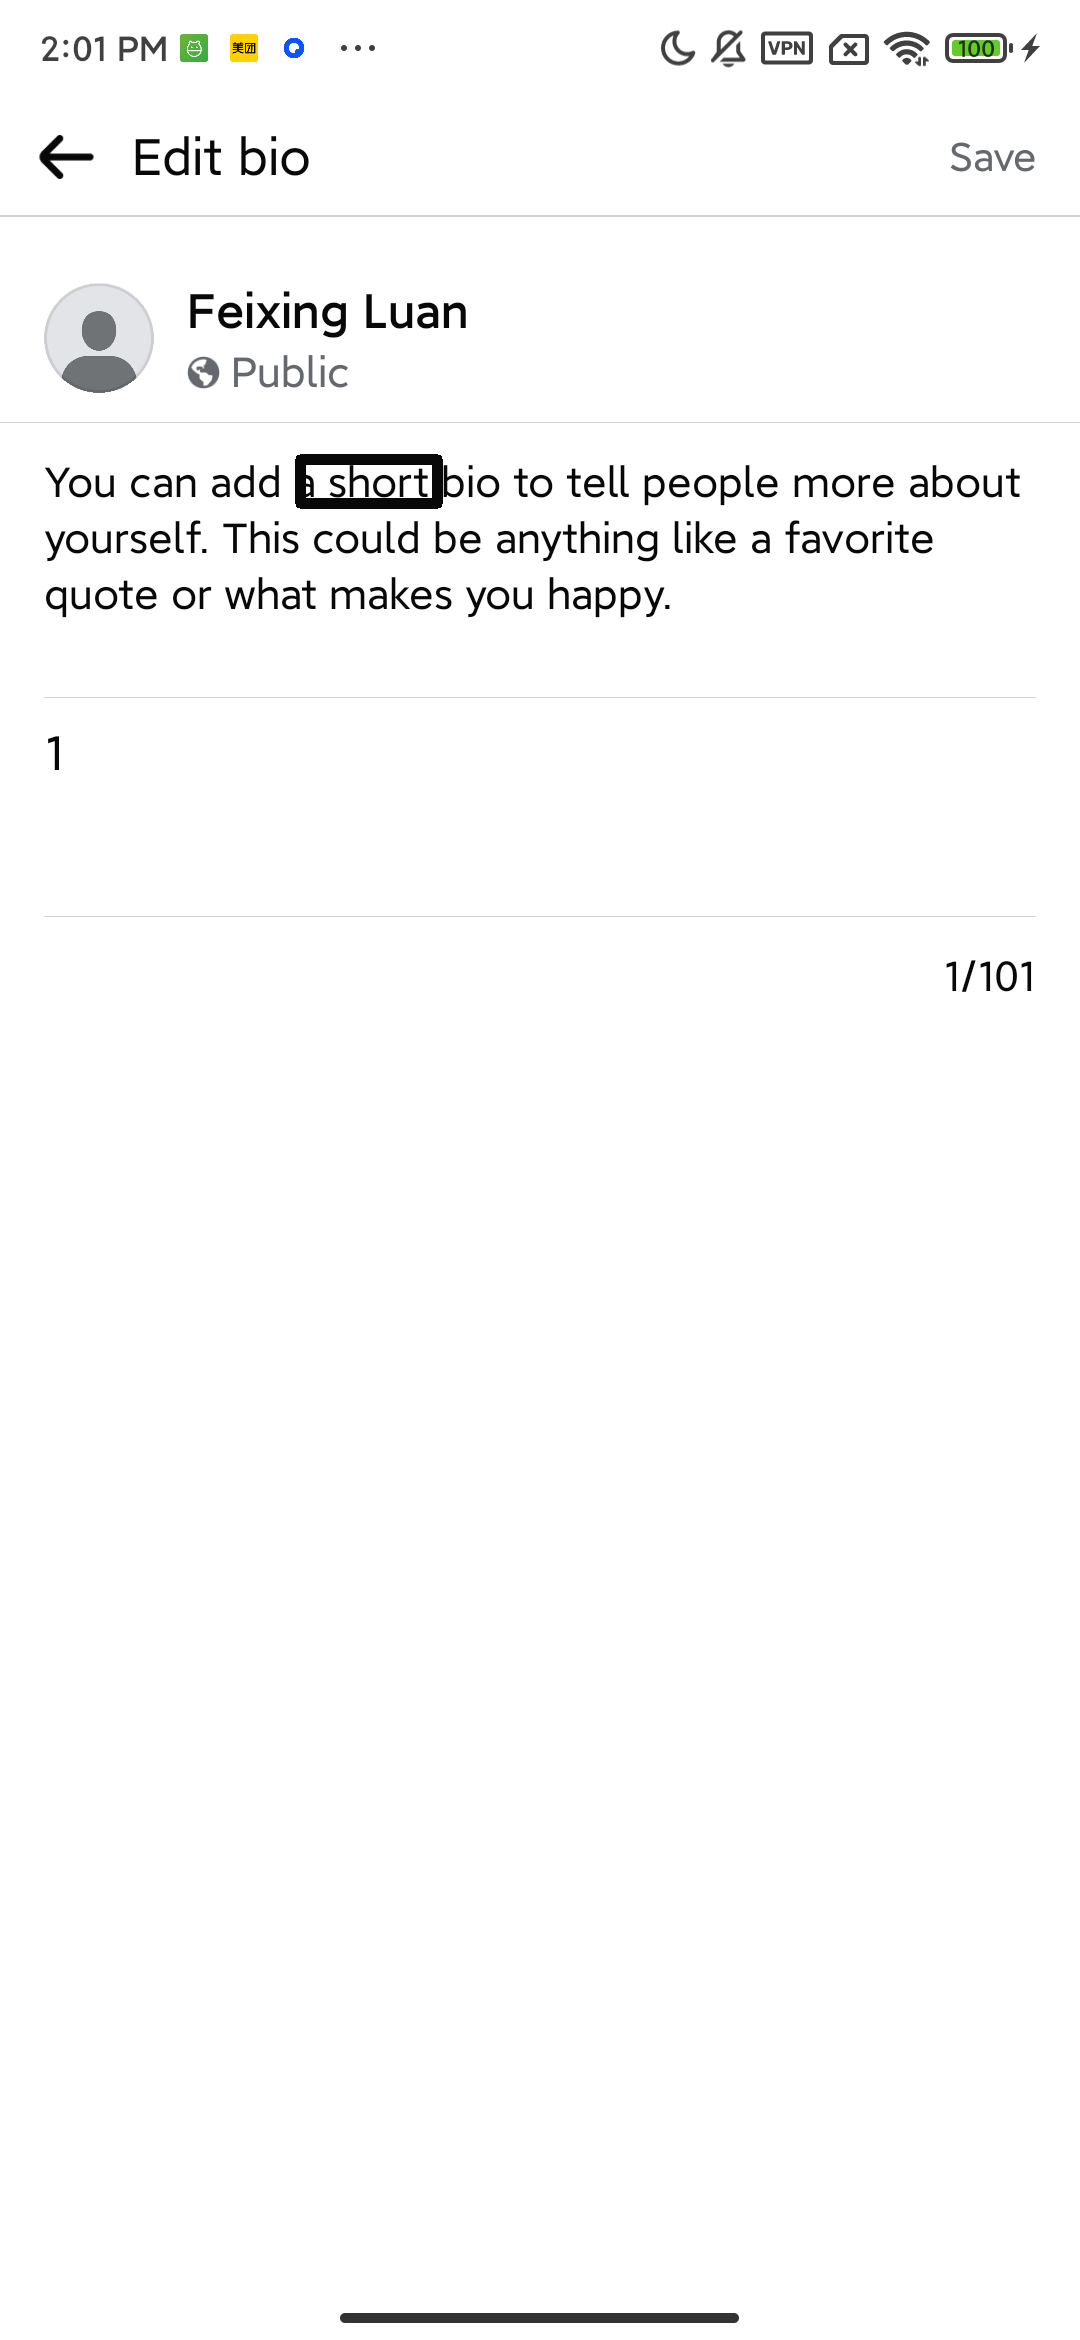 2:01 PM 美团 VPN 100
Edit bio
Save
Feixing Luan
Public
You can add a short bio to tell people more about
yourself. This could be anything like a favorite
quote or what makes you happy.
1
1/101